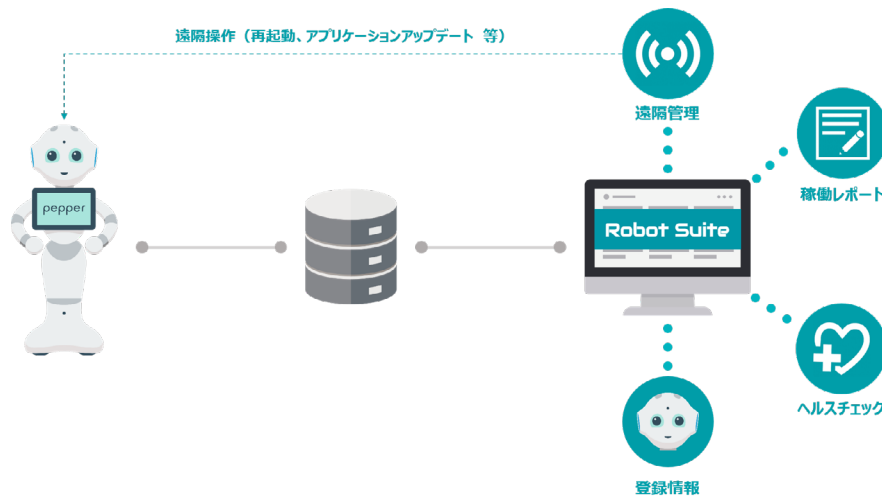 遠隔操作（再起動、アプリケーションアップデート 等）
遠隔管理
稼働レポート
pepper
Robot Suite
ヘルスチェック
登録情報